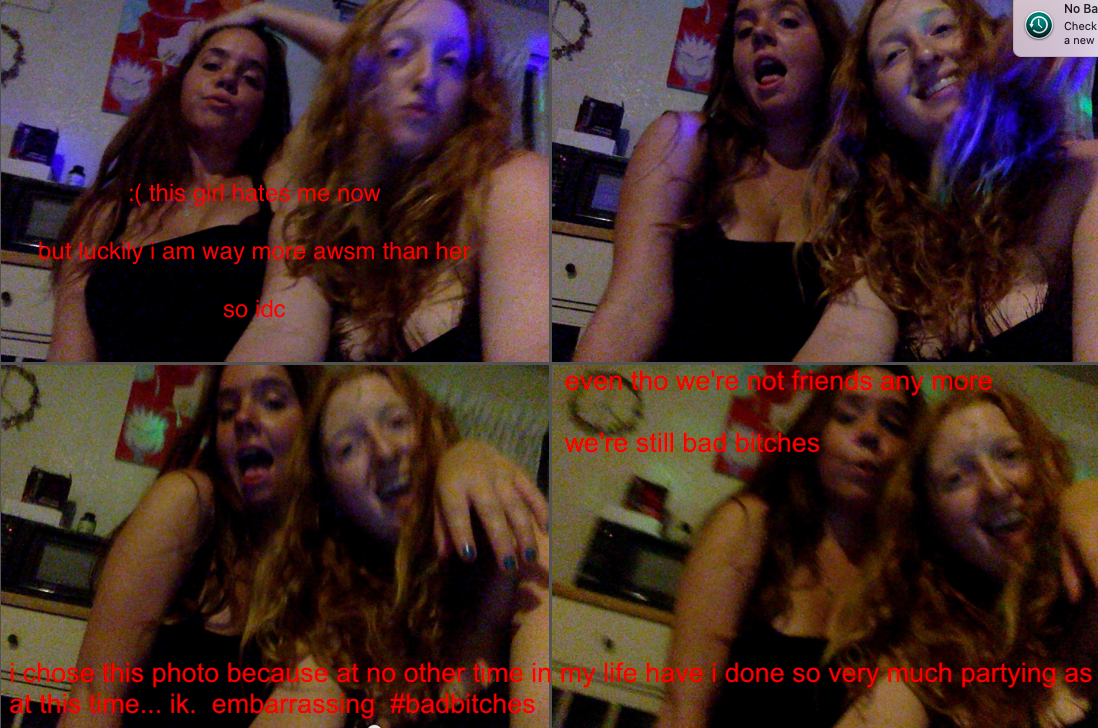 :( this girl hates me now
but luckily i am way more awsm than her
so idc
No Ba
Check
a new
even tho we're not friends any more
we're still bad bitches
i chose this photo because at no other time in my life have i done so very much partying as
at this time... ik. embarrassing #badbitches